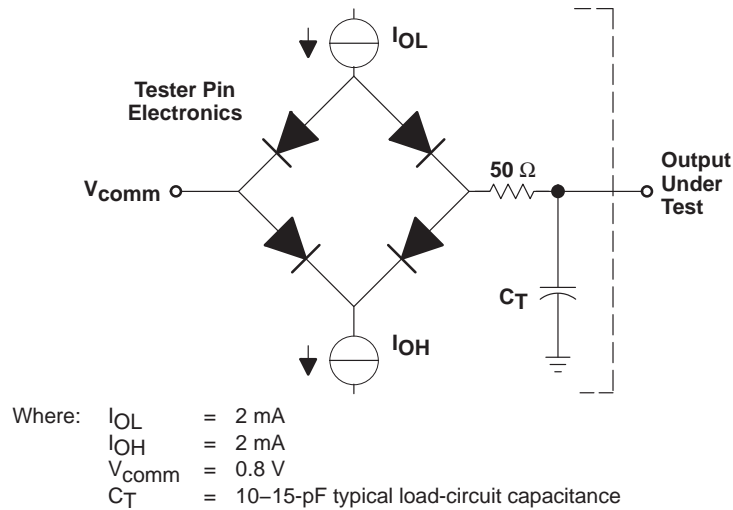 IOL
Tester Pin
Electronics
Vcomm
50 Ω
Output
Under
Test
CT
IOH
Where: IOL = 2 mA
IOH = 2 mA
Vcomm = 0.8 V
CT = 10–15-pF typical load-circuit capacitance